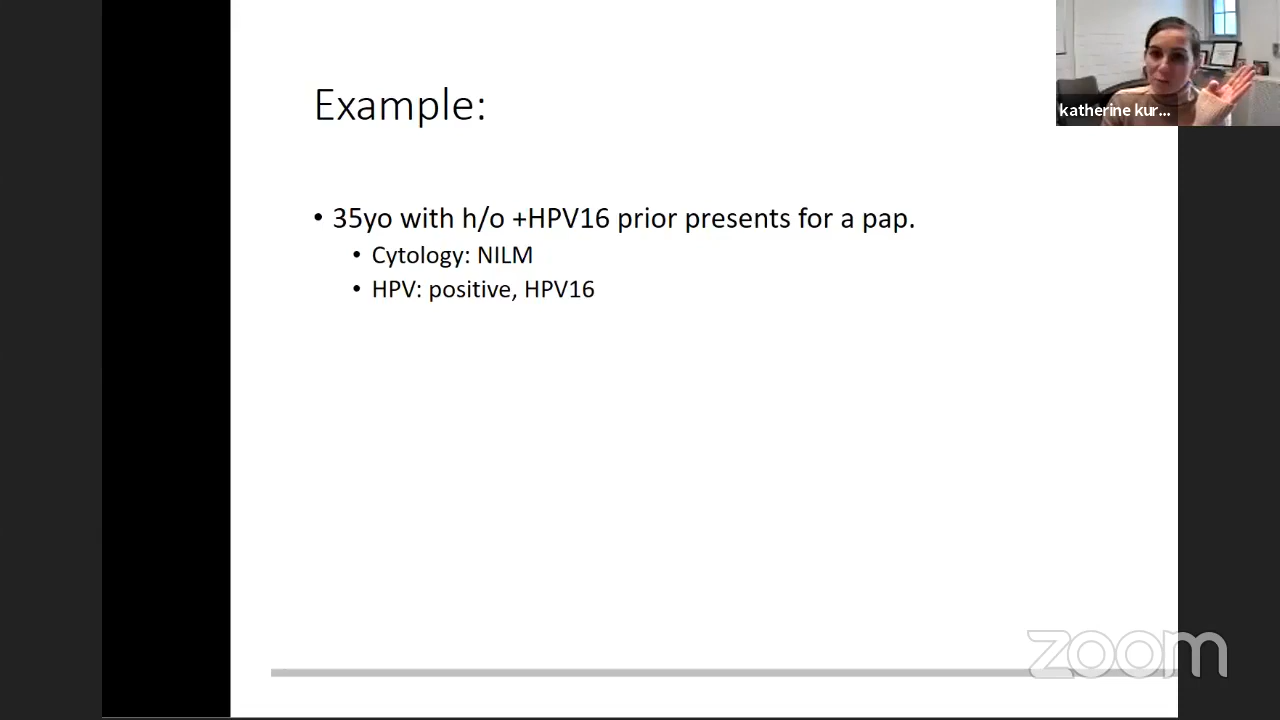 katherine kur...
Example:
• 35yo with h/o +HPV16 prior presents for a pap.
• Cytology: NILM
• HPV: positive, HPV16
zoom